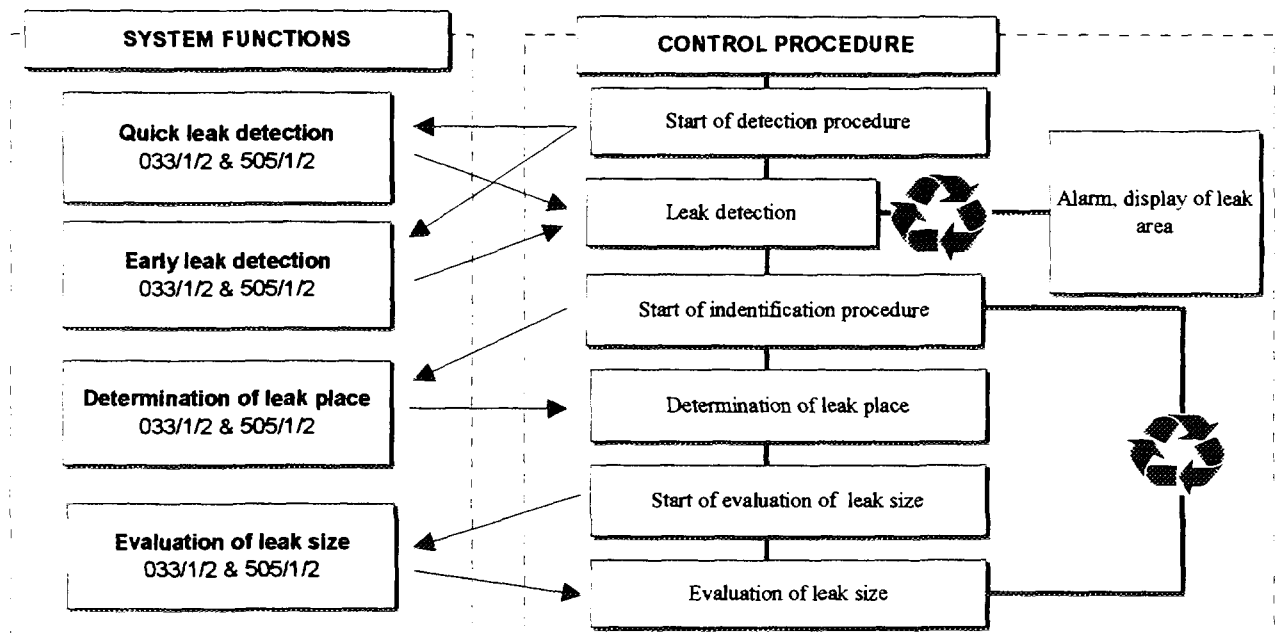 SYSTEM FUNCTIONS
Quick leak detection
033/1/2 & 505/1/2
Early leak detection
033/1/2 & 505/1/2
Determination of leak place
033/1/2 & 505/1/2
Evaluation of leak size
033/1/2 & 505/1/2
CONTROL PROCEDURE
Start of detection procedure
Leak detection
Alarm, display of leak
area
Start of indentification procedure
Determination of leak place
Start of evaluation of leak size
Evaluation of leak size